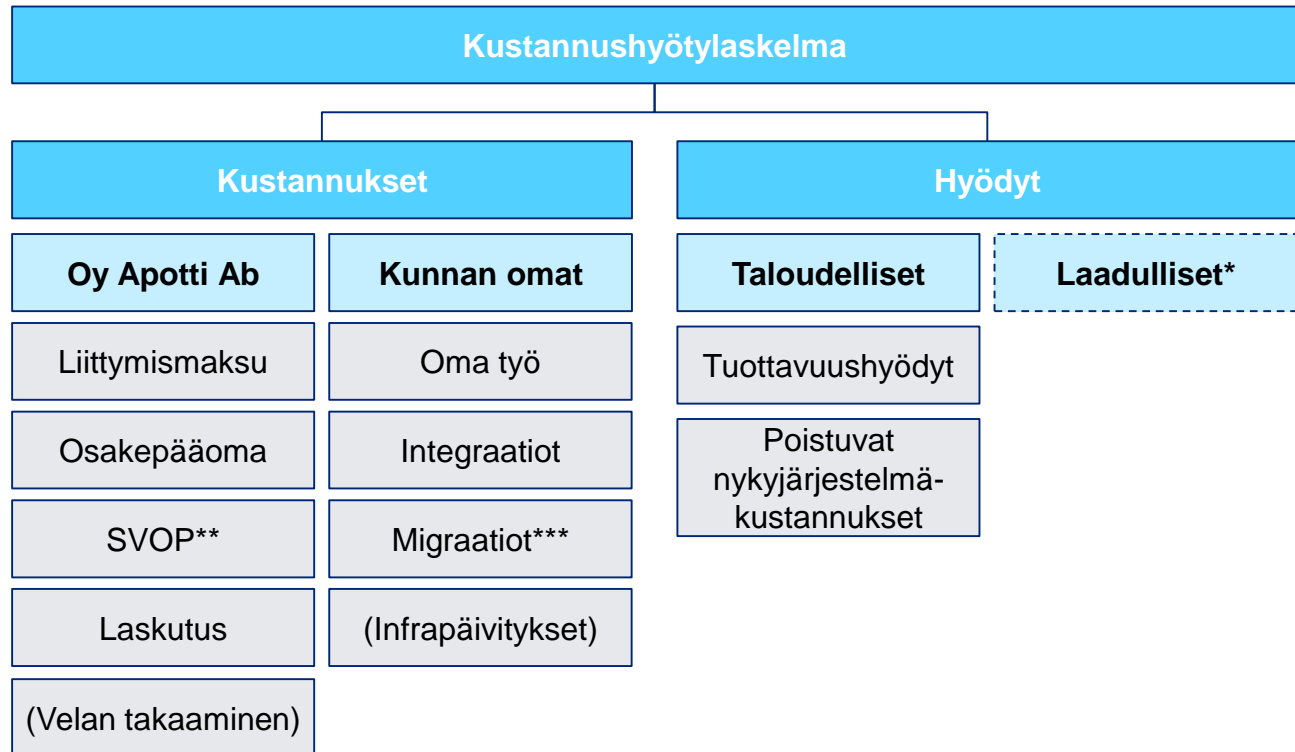 Kustannushyötylaskelma
Kustannukset
Hyödyt
Oy Apotti Ab
Kunnan omat
Taloudelliset
Laadulliset*
Liittymismaksu
Oma työ
Tuottavuushyödyt
Osakepääoma
Integraatiot
Poistuvat
nykyjärjestelmä-
kustannukset
SVOP**
Migraatiot***
Laskutus
(Infrapäivitykset)
(Velan takaaminen)